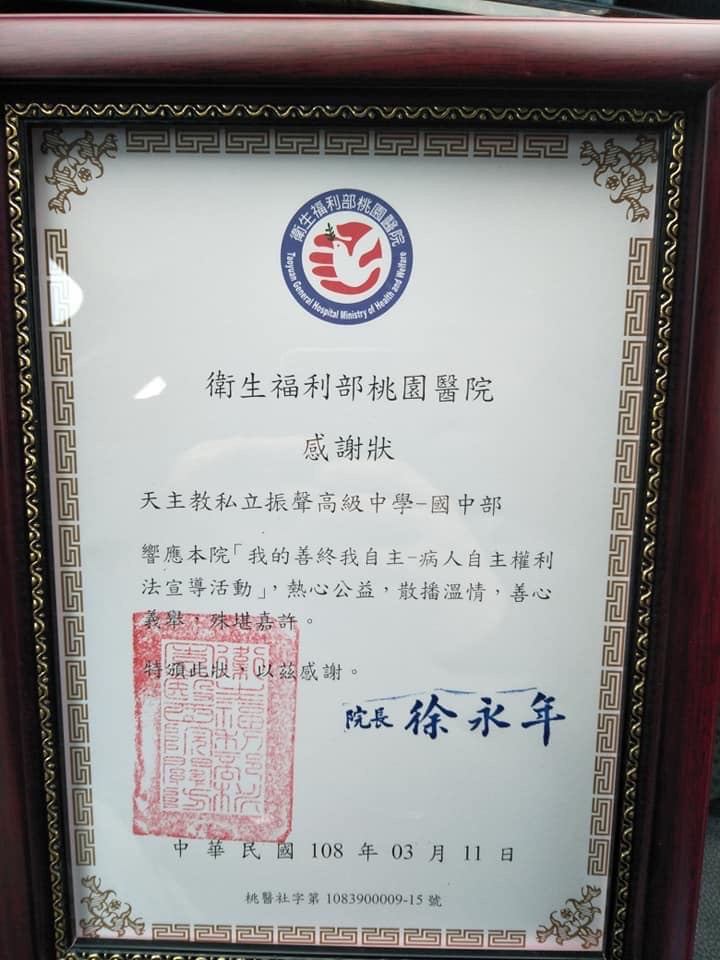 衛生福利部桃園醫院
Taoyuan General Hospital Ministry of Health and Welfare
衛生福利部桃園醫院
感謝狀
天主教私立振聲高級中學-國中部
響應本院「我的善終我自主-病人自主權利
法宣導活動」，熱心公益，散播溫情，善心
義舉，殊堪嘉許。
特頒此狀，以茲感謝。
院長 徐永年
中華民國 108 年 03 月 11 日
桃醫社字第 1083900009-15 號